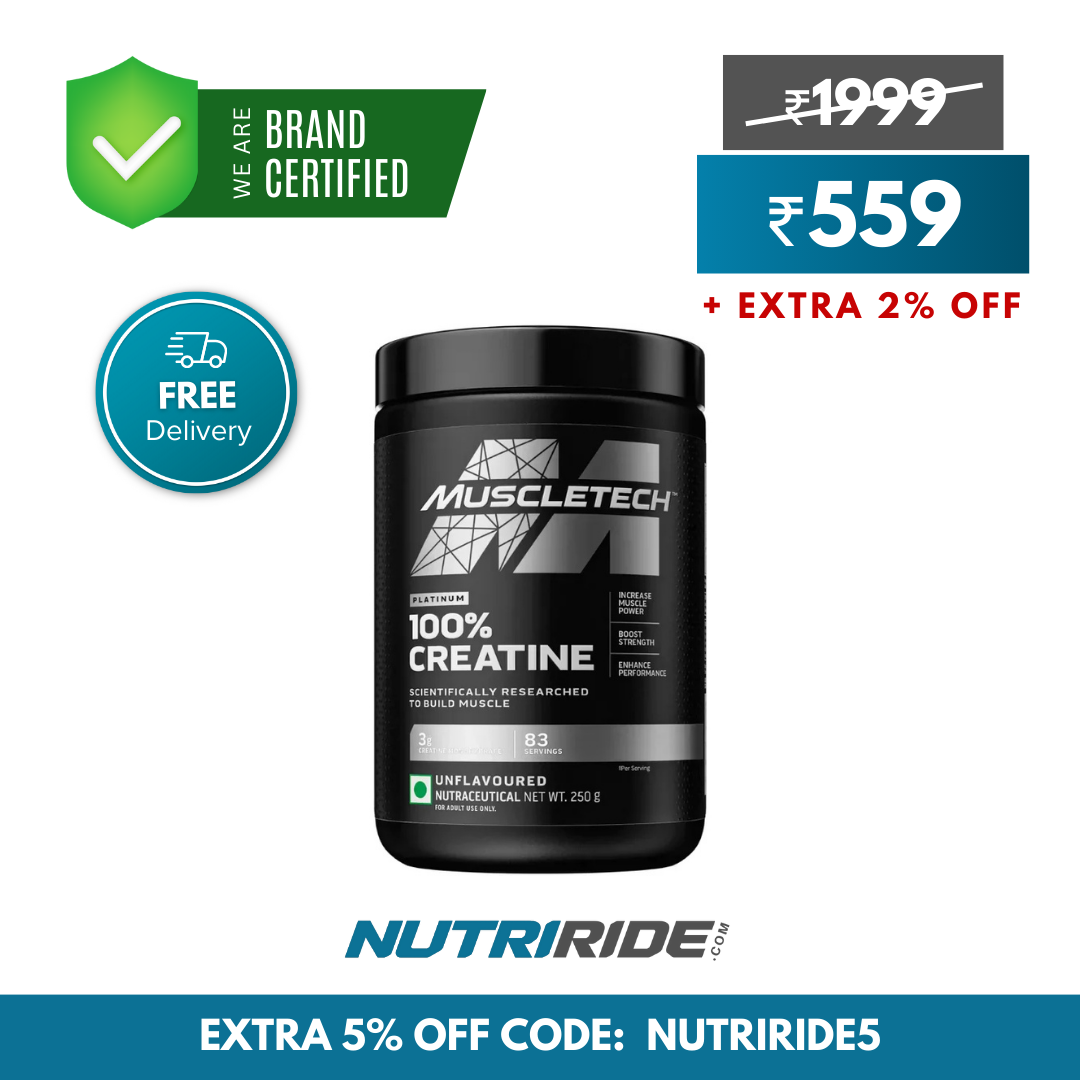 WE ARE
BRAND
CERTIFIED
₹1999
₹559
+ EXTRA 2% OFF
FREE
Delivery
MUSCLETECH™
PLATINUM
100%
CREATINE
SCIENTIFICALLY RESEARCHED
TO BUILD MUSCLE
INCREASE
MUSCLE
POWER
BOOST
STRENGTH
ENHANCE
PERFORMANCE
3g
83
SERVINGS
UNFLAVOURED
NUTRACEUTICAL NET WT. 250 g
FOR ADULT USE ONLY.
NUTRIRIDE.COM
EXTRA 5% OFF CODE: NUTRIRIDE5